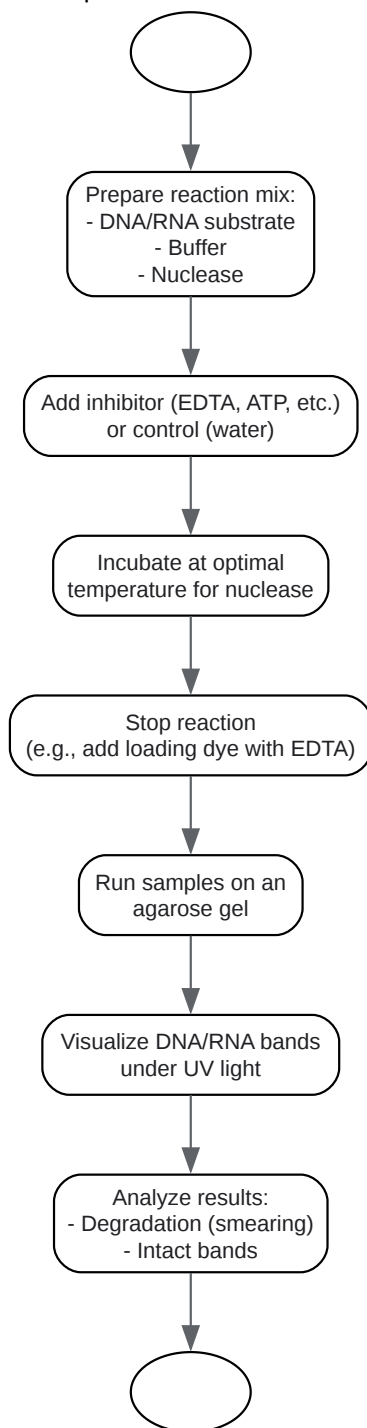 Prepare reaction mix:
- DNA/RNA substrate
- Buffer
- Nuclease
Add inhibitor (EDTA, ATP, etc.)
or control (water)
Incubate at optimal
temperature for nuclease
Stop reaction
(e.g., add loading dye with EDTA)
Run samples on an
agarose gel
Visualize DNA/RNA bands
under UV light
Analyze results:
- Degradation (smearing)
- Intact bands